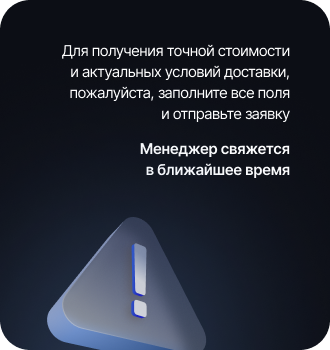 Для получения точной стоимости
и актуальных условий доставки,
пожалуйста, заполните все поля
и отправьте заявку
Менеджер свяжется
в ближайшее время
!